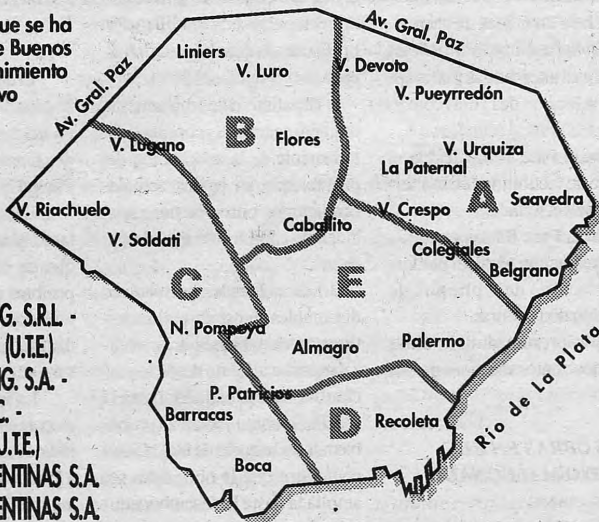 que se ha
e Buenos
nimiento
vo
G. S.R.L. -
(U.T.E.)
G. S.A. -
- 
U.T.E.)
ENTINAS S.A.
ENTINAS S.A.
Av. Gral. Paz
Av. Gral. Paz
Liniers
V. Luro
V. Devoto
V. Pueyrredón
B
V. Lugano
Flores
V. Urquiza
La Paternal
A
Saavedra
V. Riachuelo
V. Soldati
Caballito
V. Crespo
Colegiales
Belgrano
C
E
N. Pompeya
Almagro
Palermo
Río de La Plata
P. Patricios
D
Barracas
Recoleta
Boca